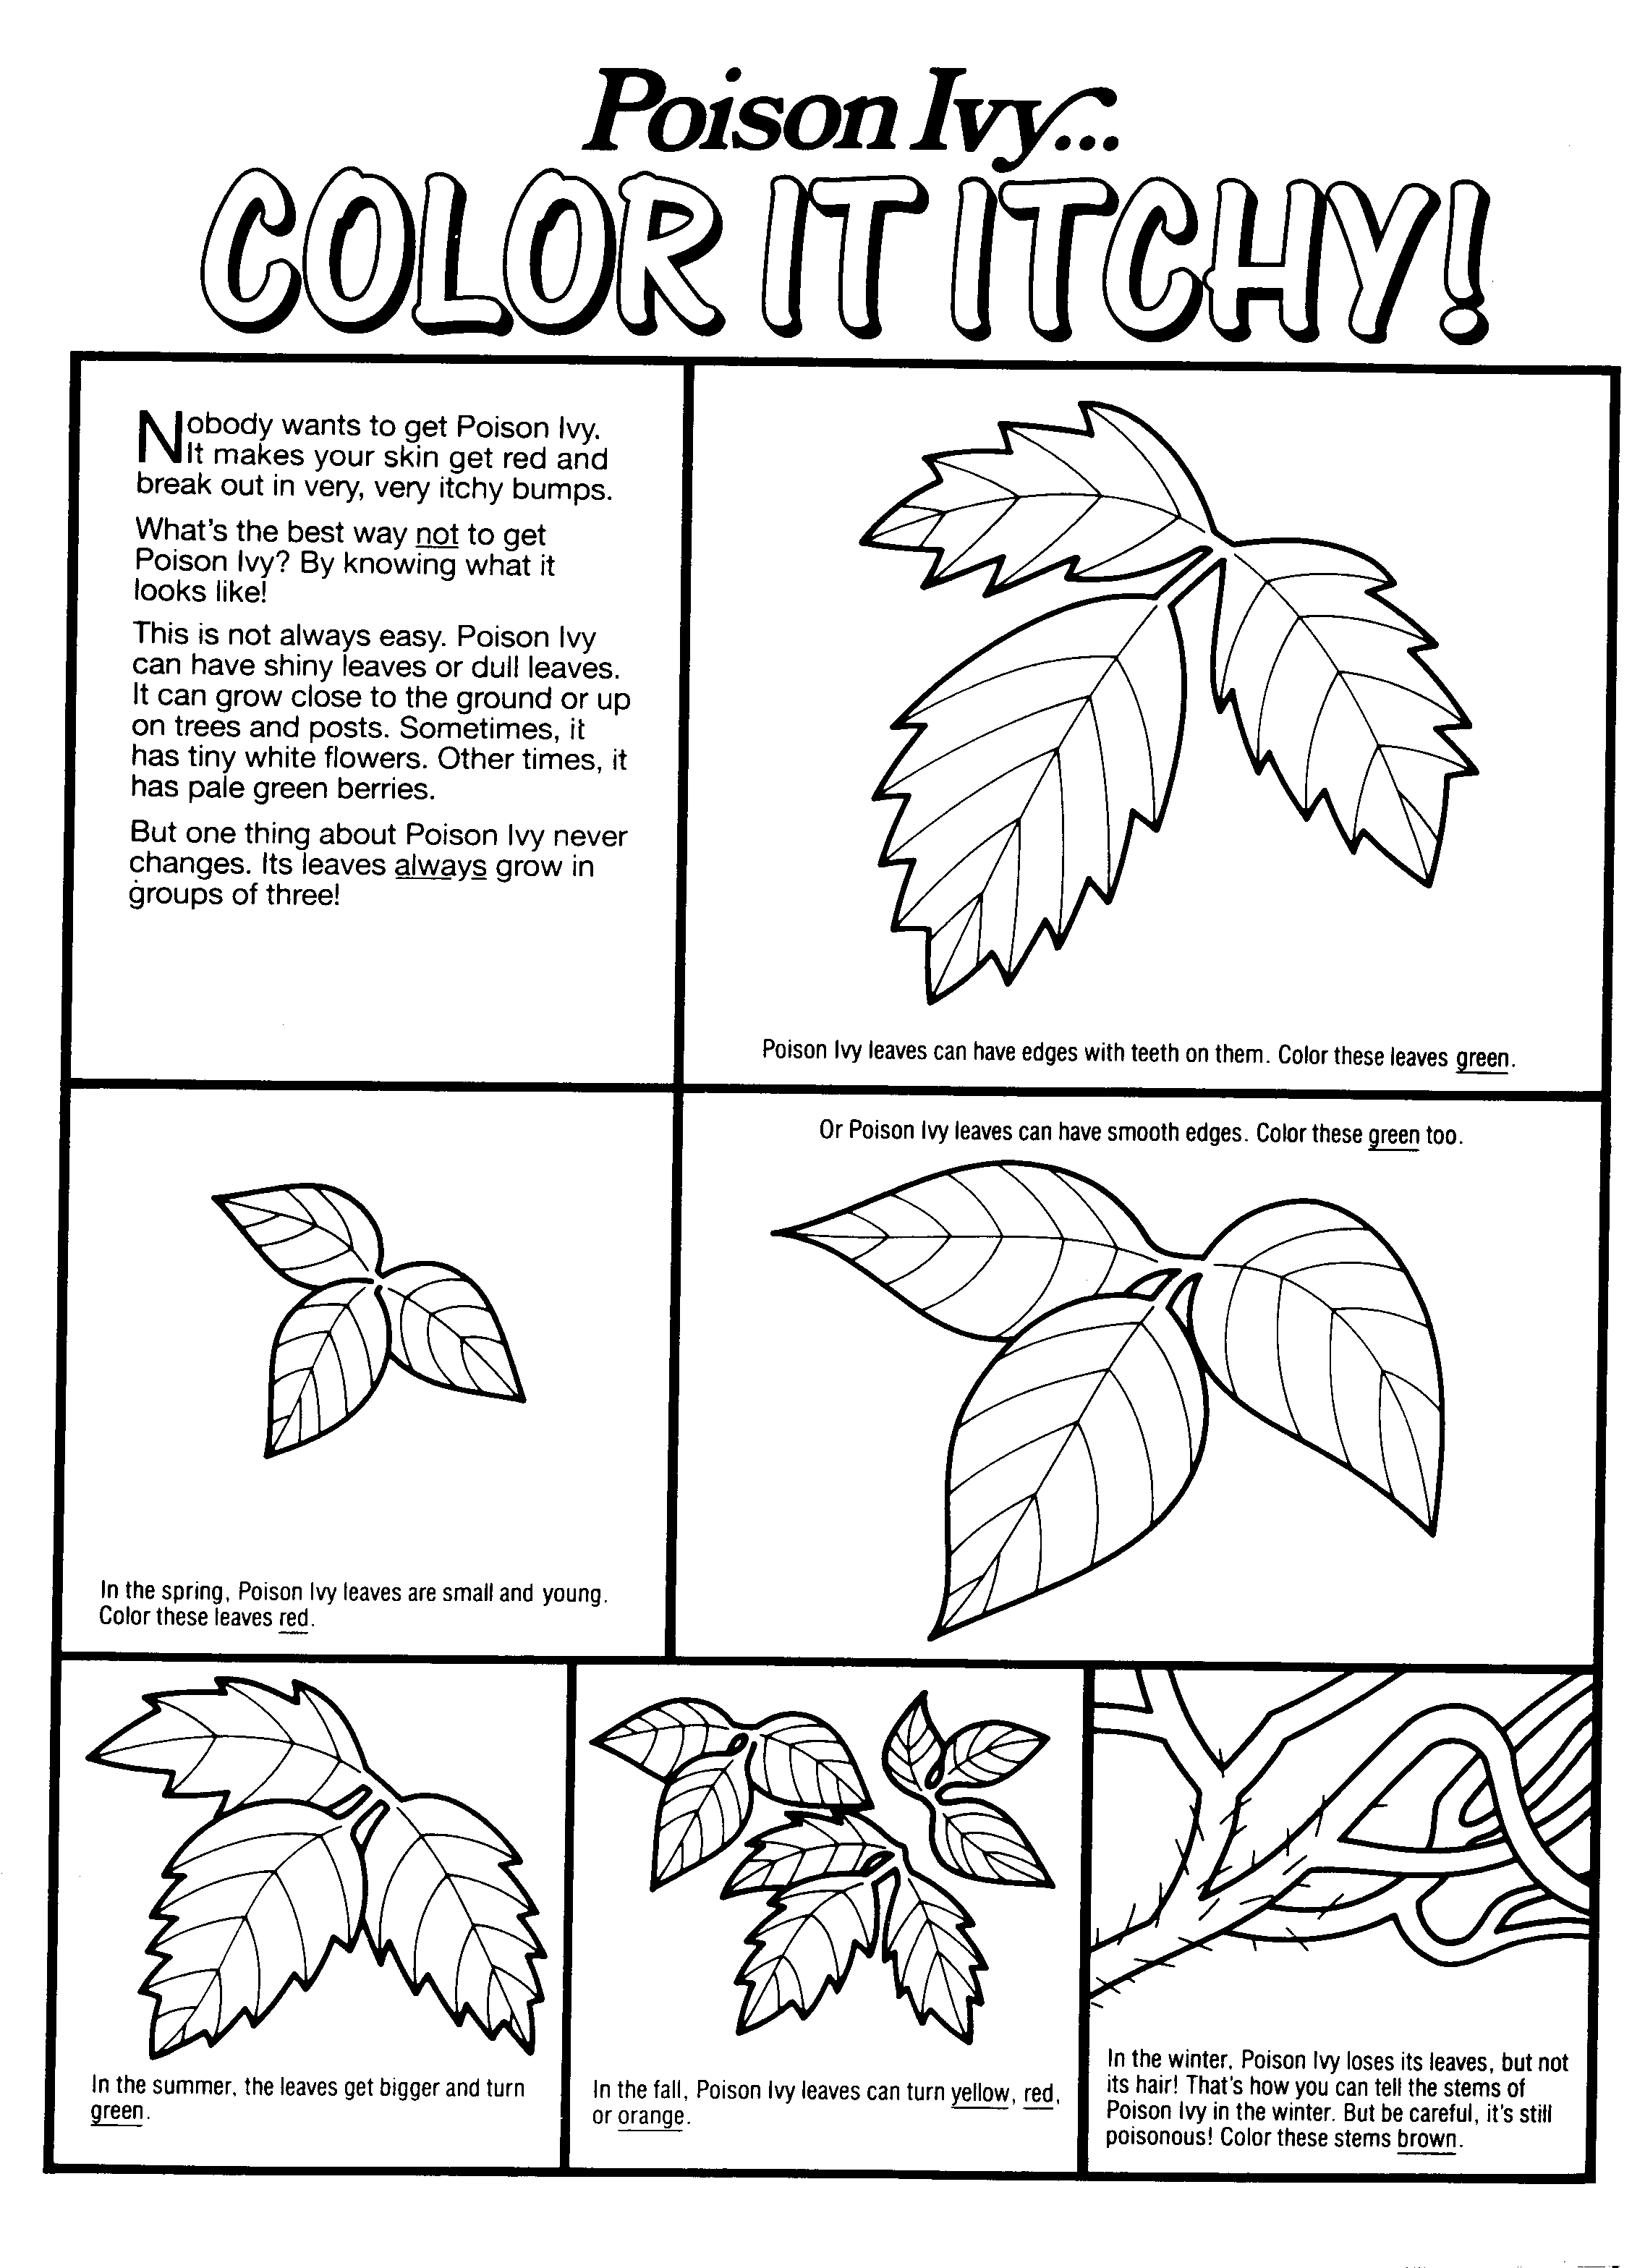 Poison Ivy...
COLOR IT ITCHY!
Nobody wants to get Poison Ivy.
It makes your skin get red and
break out in very, very itchy bumps.
What's the best way not to get
Poison Ivy? By knowing what it
looks like!
This is not always easy. Poison Ivy
can have shiny leaves or dull leaves.
It can grow close to the ground or up
on trees and posts. Sometimes, it
has tiny white flowers. Other times, it
has pale green berries.
But one thing about Poison Ivy never
changes. Its leaves always grow in
groups of three!
Poison Ivy leaves can have edges with teeth on them. Color these leaves green.
Or Poison Ivy leaves can have smooth edges. Color these green too.
In the spring, Poison Ivy leaves are small and young.
Color these leaves red.
In the summer, the leaves get bigger and turn
green.
In the fall, Poison Ivy leaves can turn yellow, red,
or orange.
In the winter, Poison Ivy loses its leaves, but not
its hair! That's how you can tell the stems of
Poison Ivy in the winter. But be careful, it's still
poisonous! Color these stems brown.